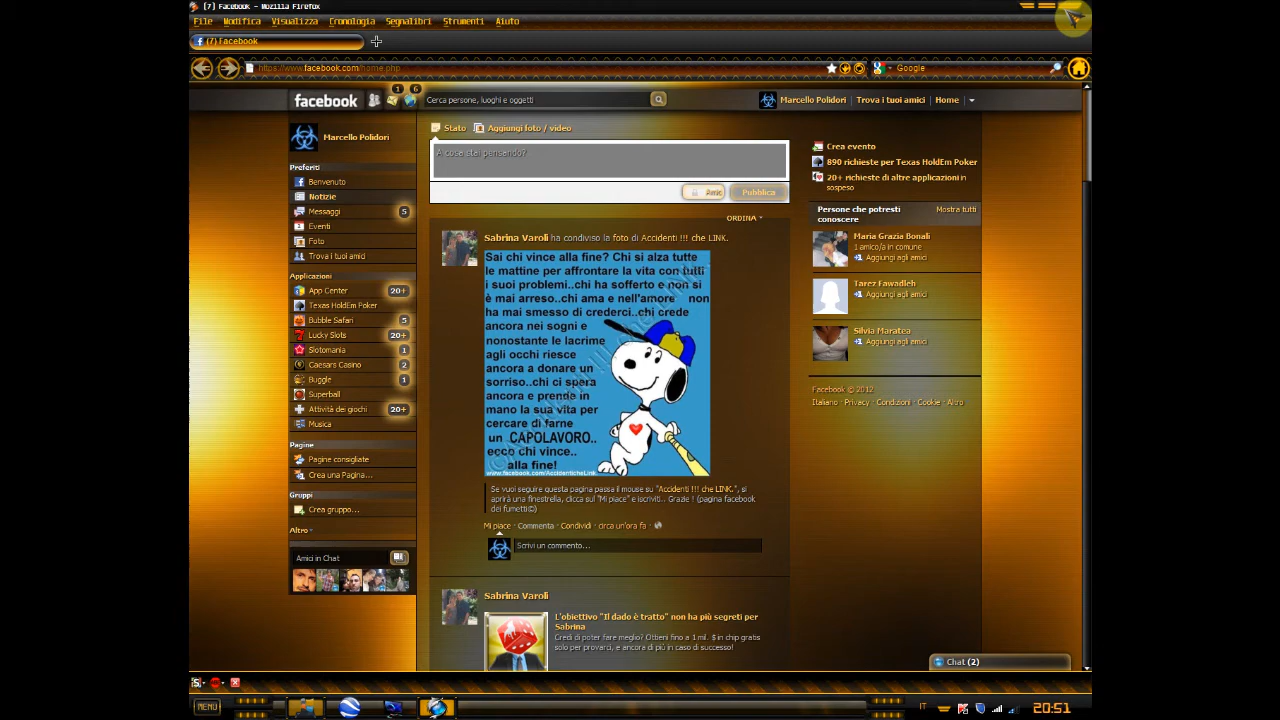 [7] Facebook - Mozilla Firefox
File Modifica Visualizza Cronologia Segnalibri Strumenti Aiuto
(7) Facebook
https://www.facebook.com/home.php
Google
facebook
1 6
Cerca persone, luoghi e oggetti
Marcello Polidori Trova i tuoi amici Home
Marcello Polidori
Preferiti
Benvenuto
Notizie
Messaggi 5
Eventi
Foto
Trova i tuoi amici
Applicazioni
App Center 20+
Texas HoldEm Poker
Bubble Safari 5
Lucky Slots 20+
Slotomania 1
Caesars Casino 2
Buggle 1
Superball
Attività dei giochi 20+
Musica
Pagine
Pagine consigliate
Crea una Pagina...
Gruppi
Crea gruppo...
Altro
Amici in Chat
Stato Aggiungi foto / video
A cosa stai pensando?
Amici Pubblica
ORDINA
Sabrina Varoli ha condiviso la foto di Accidenti !!! che LINK.
Sai chi vince alla fine? Chi si alza tutte
le mattine per affrontare la vita con tutti
i suoi problemi..chi ha sofferto e non si
è mai arreso..chi ama e nell'amore non
ha mai smesso di crederci..chi crede
ancora nei sogni e
nonostante le lacrime
agli occhi riesce
ancora a donare un
sorriso..chi ci spera
ancora e prende in
mano la sua vita per
cercare di farne
un CAPOLAVORO..
ecco chi vince..
alla fine!
www.facebook.com/AccidenticheLink
Se vuoi seguire questa pagina passa il mouse su "Accidenti !!! che LINK.", si
aprirà una finestrella, clicca sul "Mi piace" e iscriviti.. Grazie ! (pagina facebook
dei fumetti©)
Mi piace · Commenta · Condividi · circa un'ora fa ·
Scrivi un commento...
Sabrina Varoli
L'obiettivo "Il dado è tratto" non ha più segreti per
Sabrina
Credi di poter fare meglio? Ottieni fino a 1 mil. $ in chip gratis
solo per provarci, e ancora di più in caso di successo!
Crea evento
890 richieste per Texas HoldEm Poker
20+ richieste di altre applicazioni in
sospeso
Persone che potresti
conoscere
Mostra tutti
Maria Grazia Bonali
1 amico/a in comune
Aggiungi agli amici
Tarez Fawadleh
Aggiungi agli amici
Silvia Maratea
Aggiungi agli amici
Facebook © 2012
Italiano · Privacy · Condizioni · Cookie · Altro
Chat (2)
MENU
IT
20:51